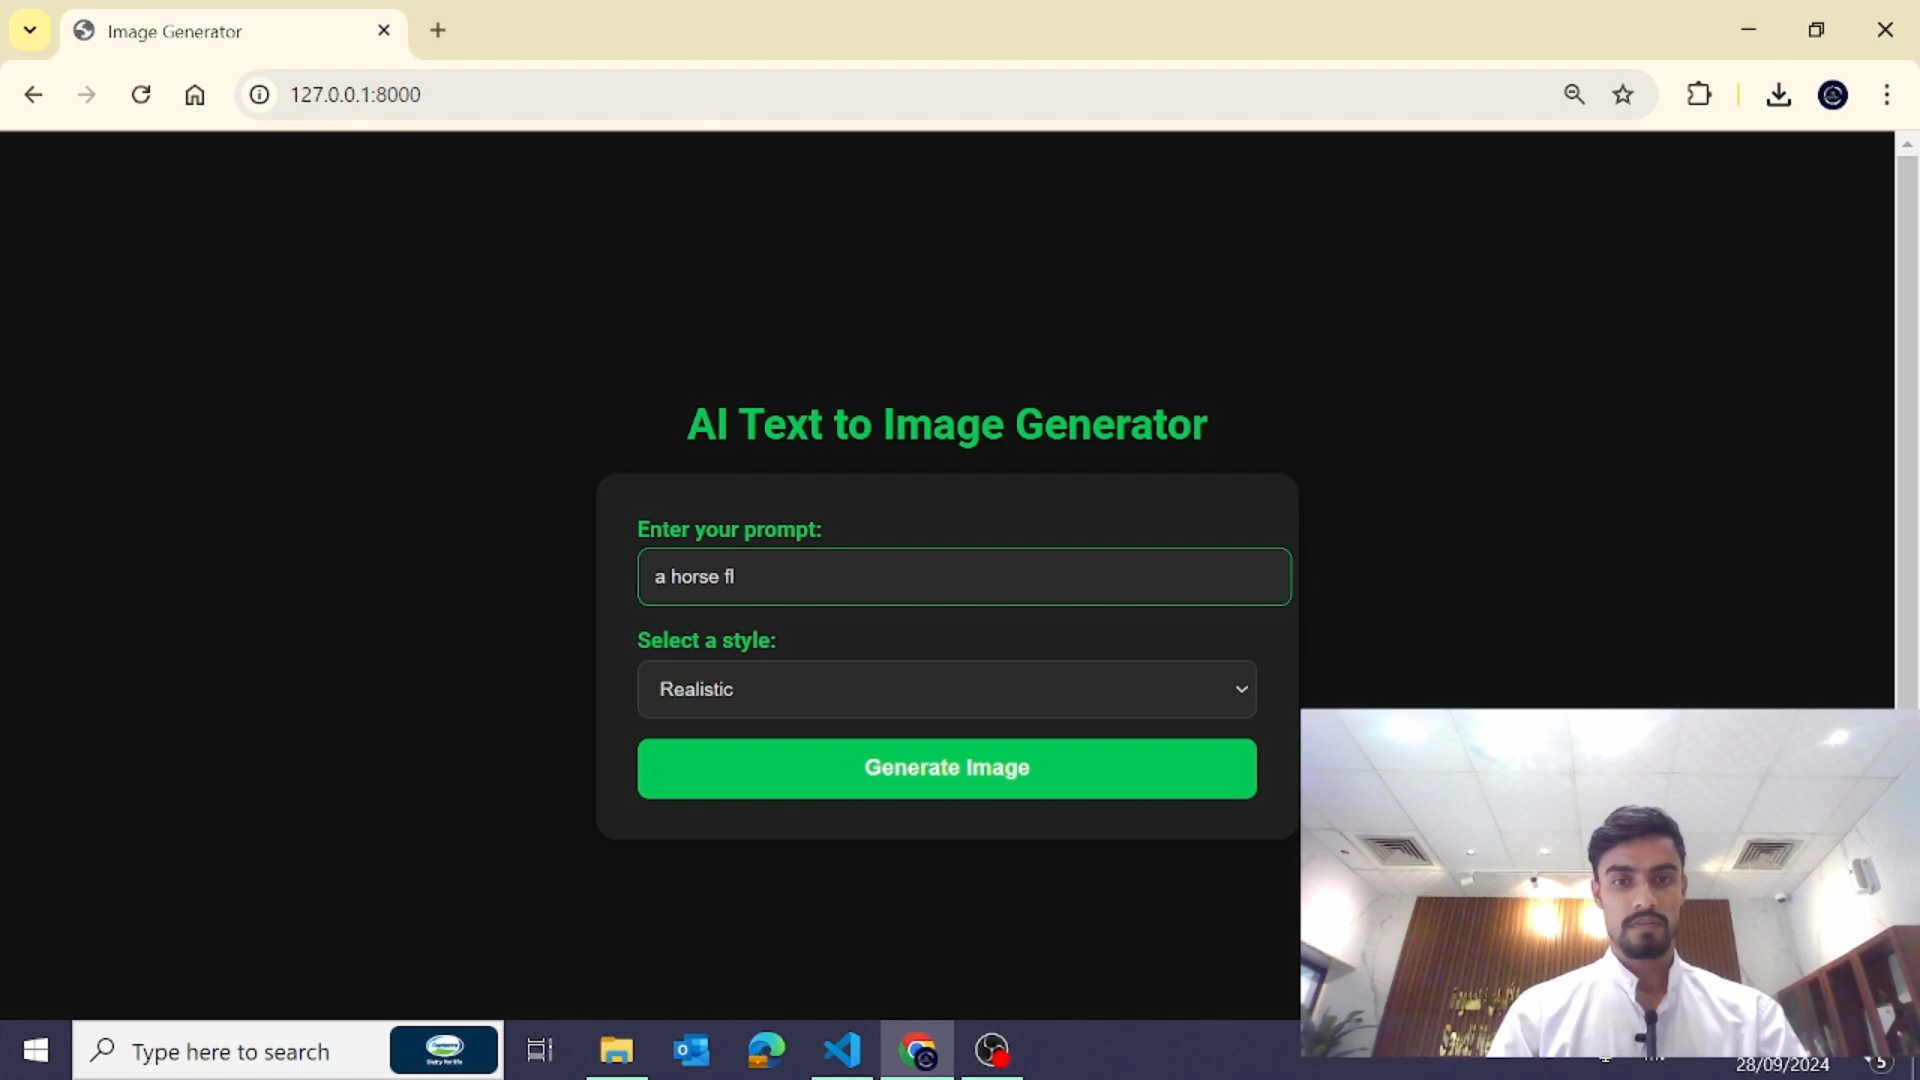 Image Generator
127.0.0.1:8000
AI Text to Image Generator
Enter your prompt:
a horse fl
Select a style:
Realistic
Generate Image
Type here to search
28/09/2024
5